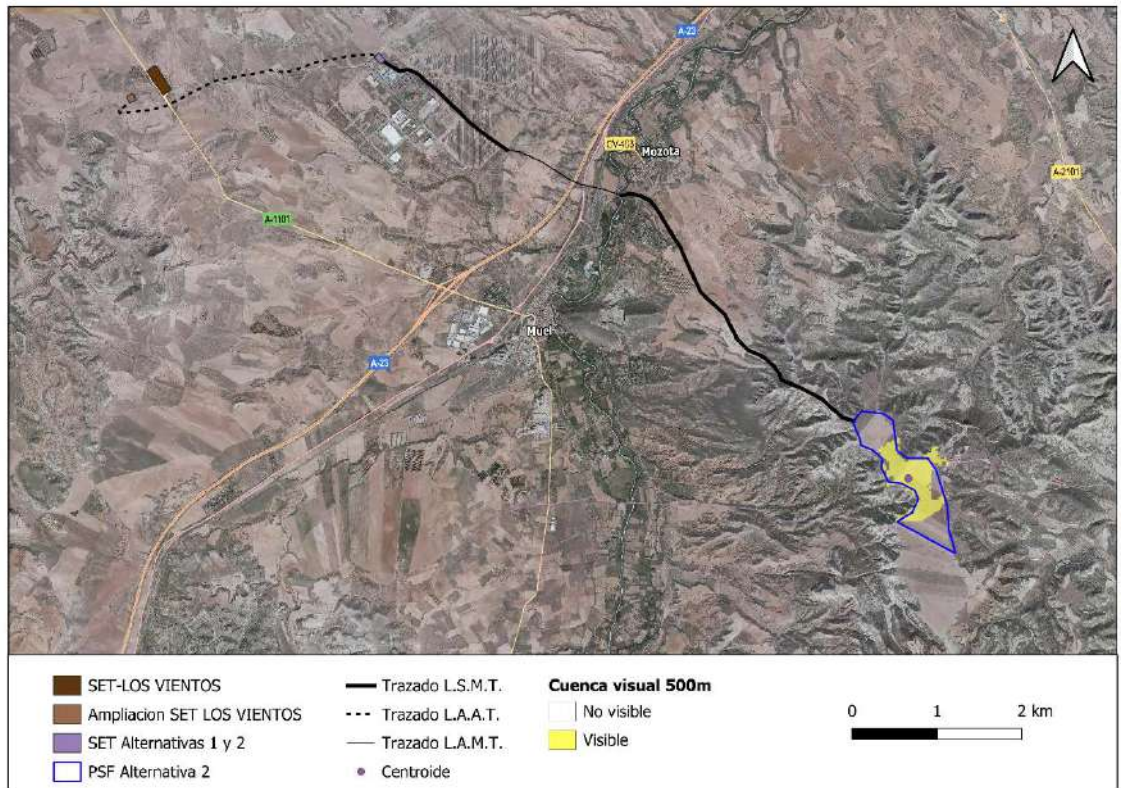 A-23
CV-403
Mozota
A-2101
A-1101
Muel
A-23
SET-LOS VIENTOS
Ampliacion SET LOS VIENTOS
SET Alternativas 1 y 2
PSF Alternativa 2
Trazado L.S.M.T.
Trazado L.A.A.T.
Trazado L.A.M.T.
Centroide
Cuenca visual 500m
No visible
Visible
0 1 2 km